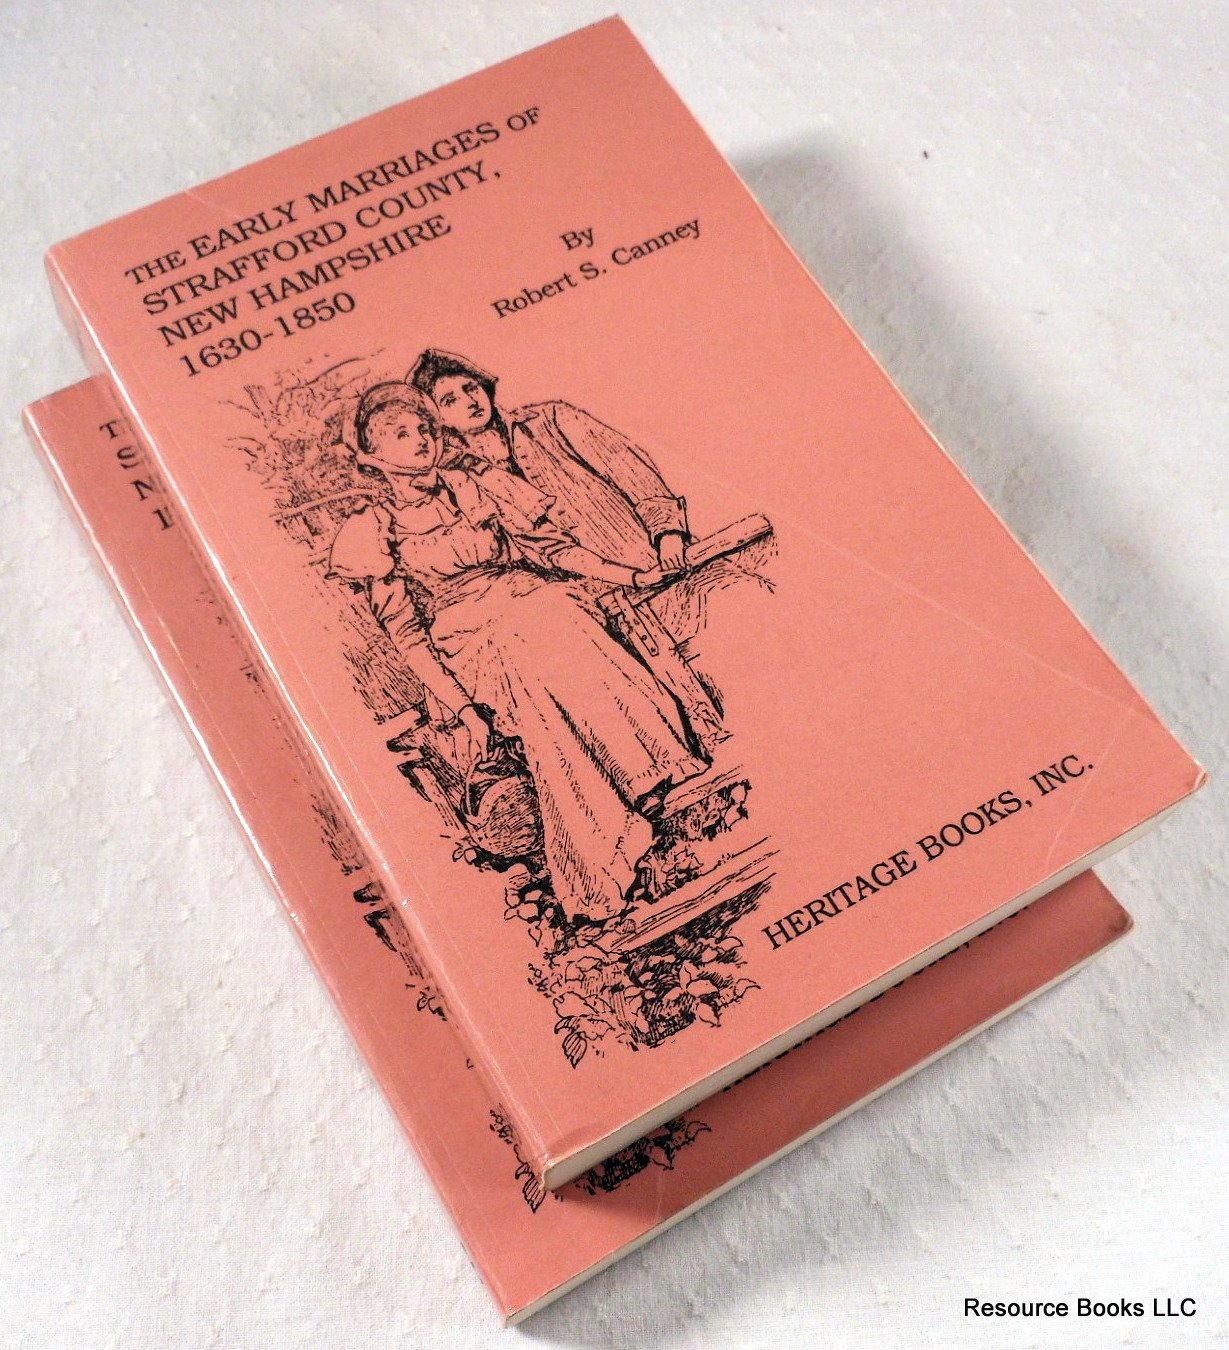 THE EARLY MARRIAGES OF
STRAFFORD COUNTY,
NEW HAMPSHIRE
1630-1850
By
Robert S. Canney
HERITAGE BOOKS, INC.
Resource Books LLC